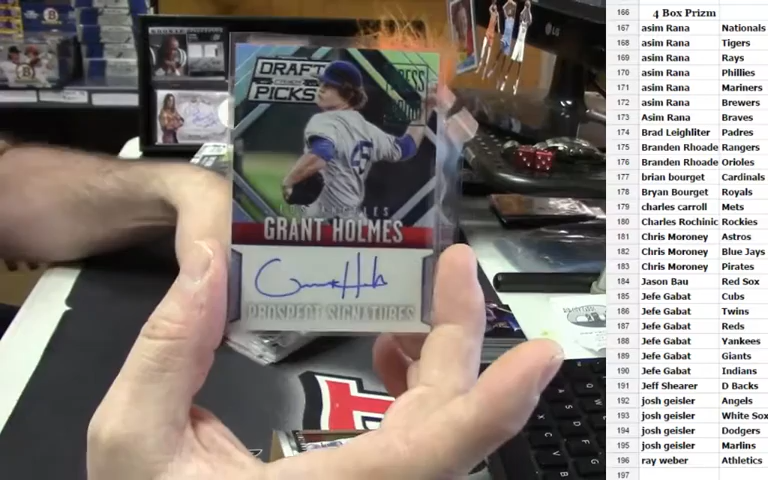 DRAFT
PICKS
LOS ANGELES
GRANT HOLMES
PROSPECT SIGNATURES
LG
45
166 4 Box Prizm
167 asim Rana Nationals
168 asim Rana Tigers
169 asim Rana Rays
170 asim Rana Phillies
171 asim Rana Mariners
172 asim Rana Brewers
173 Asim Rana Braves
174 Brad Leighliter Padres
175 Branden Rhoade Rangers
176 Branden Rhoade Orioles
177 brian bourget Cardinals
178 Bryan Bourget Royals
179 charles carroll Mets
180 Charles Rochinic Rockies
181 Chris Moroney Astros
182 Chris Moroney Blue Jays
183 Chris Moroney Pirates
184 Jason Bau Red Sox
185 Jefe Gabat Cubs
186 Jefe Gabat Twins
187 Jefe Gabat Reds
188 Jefe Gabat Yankees
189 Jefe Gabat Giants
190 Jefe Gabat Indians
191 Jeff Shearer D Backs
192 josh geisler Angels
193 josh geisler White Sox
194 josh geisler Dodgers
195 josh geisler Marlins
196 ray weber Athletics
197